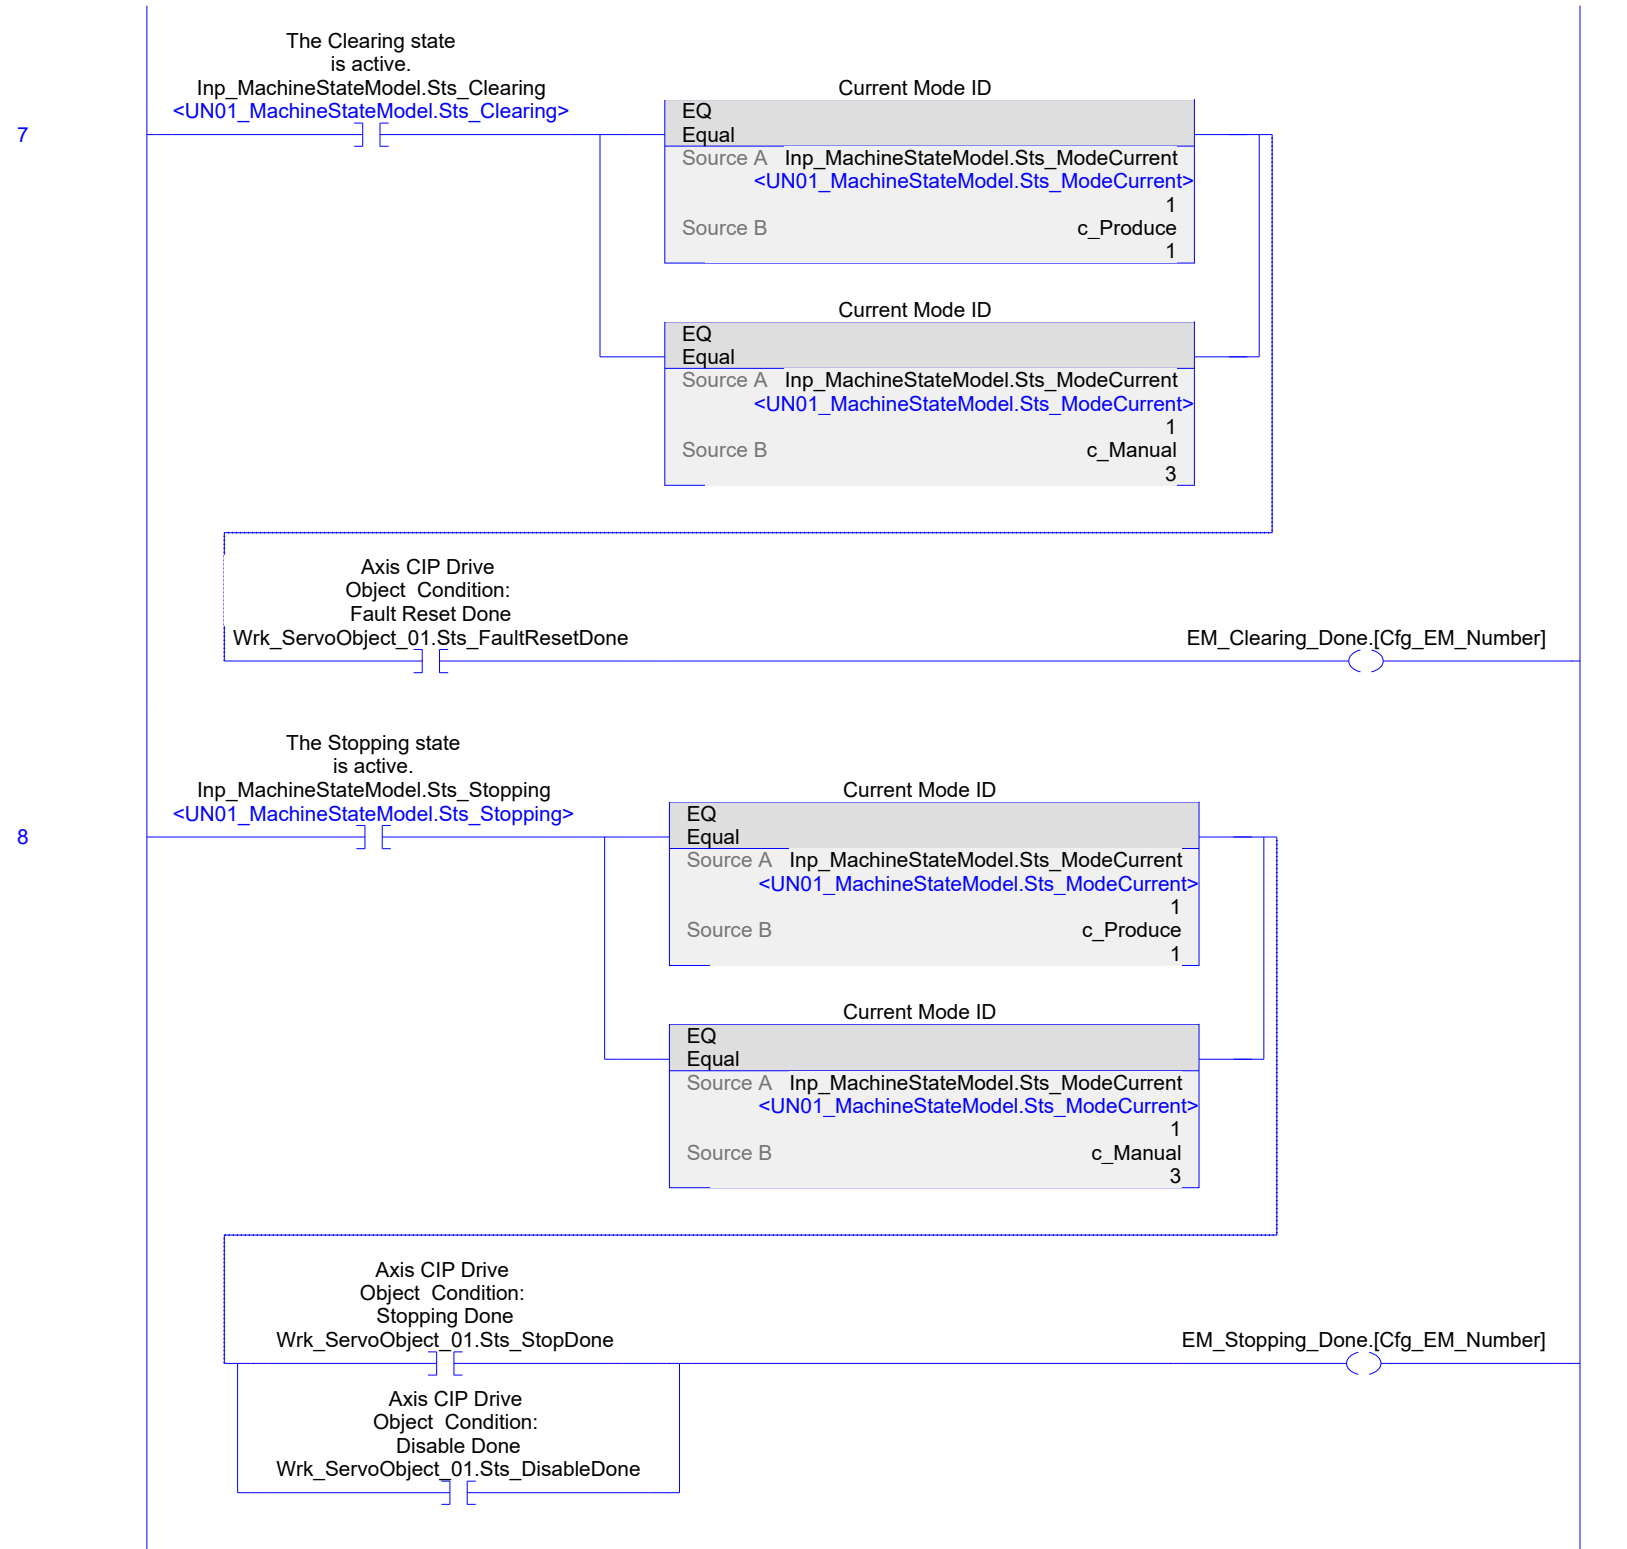 The Clearing state
is active.
Inp_MachineStateModel.Sts_Clearing
<UN01_MachineStateModel.Sts_Clearing>
7
Current Mode ID
EQ
Equal
Source A Inp_MachineStateModel.Sts_ModeCurrent
<UN01_MachineStateModel.Sts_ModeCurrent>
1
Source B c_Produce
1
Current Mode ID
EQ
Equal
Source A Inp_MachineStateModel.Sts_ModeCurrent
<UN01_MachineStateModel.Sts_ModeCurrent>
1
Source B c_Manual
3
Axis CIP Drive
Object Condition:
Fault Reset Done
Wrk_ServoObject_01.Sts_FaultResetDone
EM_Clearing_Done.[Cfg_EM_Number]
The Stopping state
is active.
Inp_MachineStateModel.Sts_Stopping
<UN01_MachineStateModel.Sts_Stopping>
8
Current Mode ID
EQ
Equal
Source A Inp_MachineStateModel.Sts_ModeCurrent
<UN01_MachineStateModel.Sts_ModeCurrent>
1
Source B c_Produce
1
Current Mode ID
EQ
Equal
Source A Inp_MachineStateModel.Sts_ModeCurrent
<UN01_MachineStateModel.Sts_ModeCurrent>
1
Source B c_Manual
3
Axis CIP Drive
Object Condition:
Stopping Done
Wrk_ServoObject_01.Sts_StopDone
EM_Stopping_Done.[Cfg_EM_Number]
Axis CIP Drive
Object Condition:
Disable Done
Wrk_ServoObject_01.Sts_DisableDone